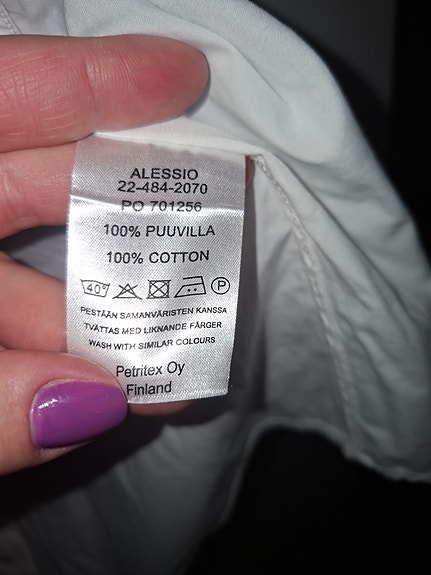 ALESSIO
22-484-2070
PO 701256
100% PUUVILLA
100% COTTON
40° P
PESTÄÄN SAMANVÄRISTEN KANSSA
TVÄTTAS MED LIKNANDE FÄRGER
WASH WITH SIMILAR COLOURS
Petritex Oy
Finland